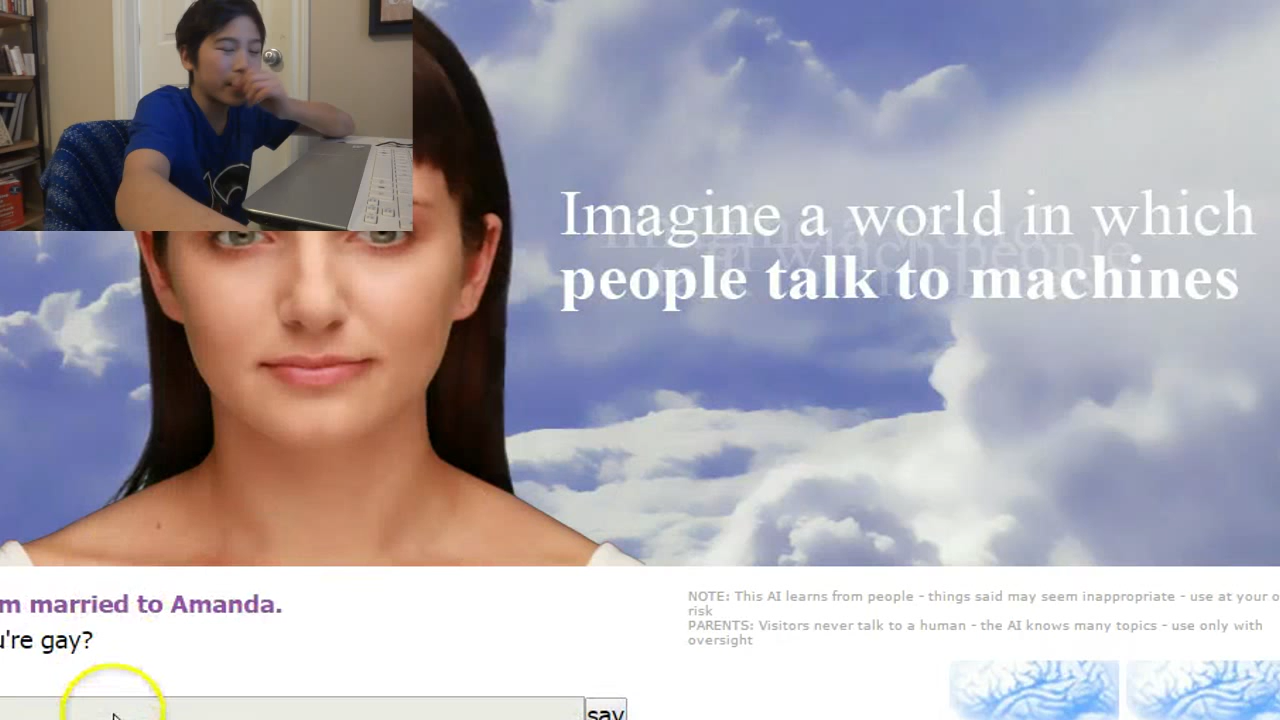 Imagine a world in which
people talk to machines
m married to Amanda.
u're gay?
say
NOTE: This AI learns from people - things said may seem inappropriate - use at your o
risk
PARENTS: Visitors never talk to a human - the AI knows many topics - use only with
oversight